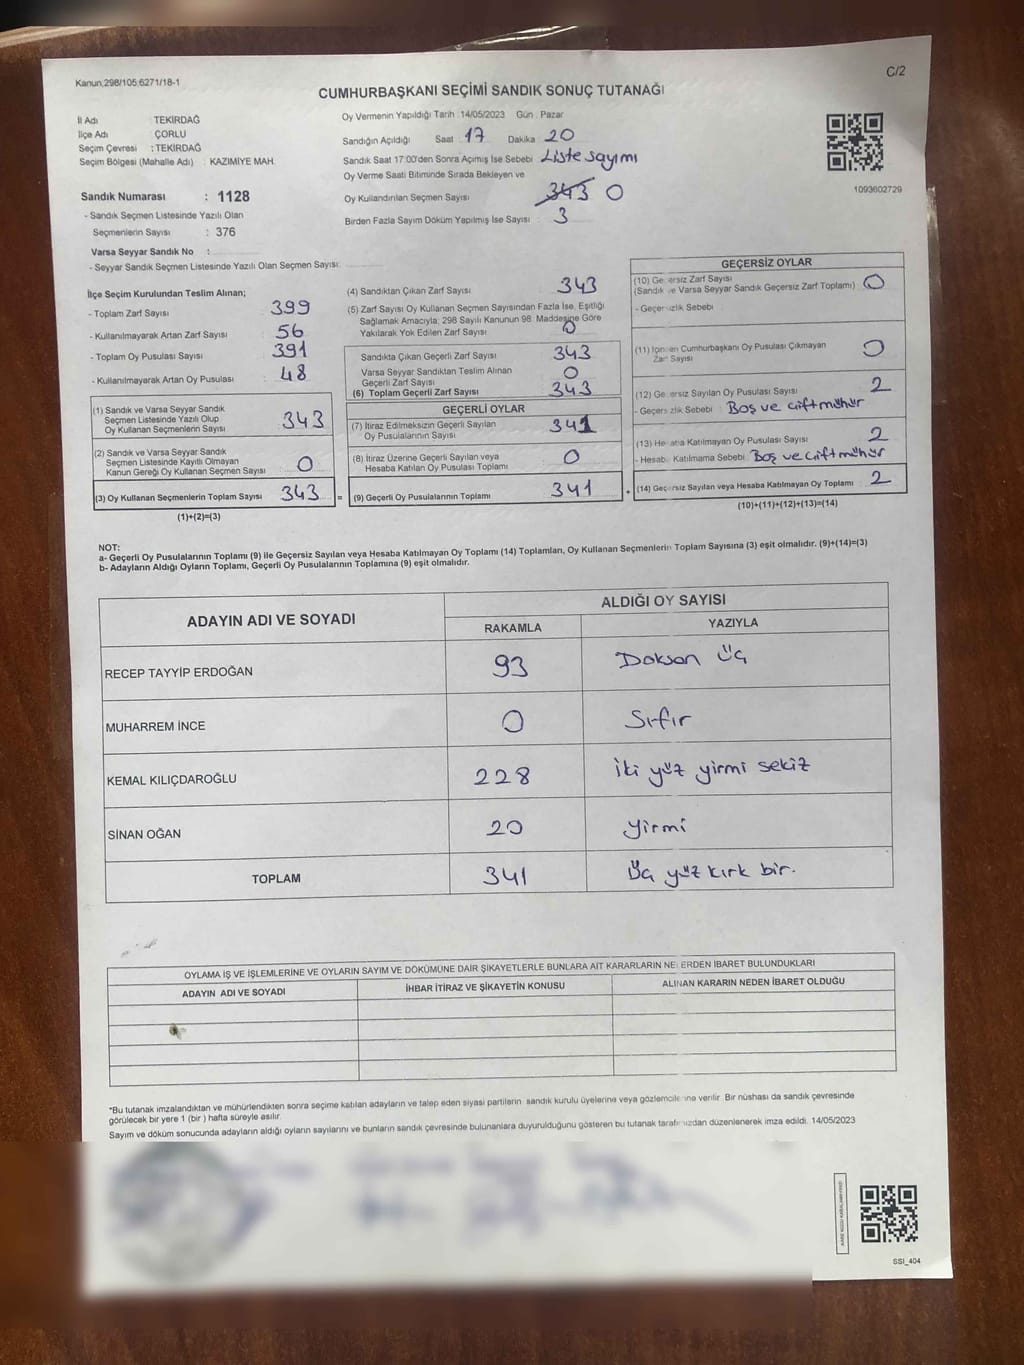 Kanun;298/105;6271/18-1
C/2
CUMHURBAŞKANI SEÇİMİ SANDIK SONUÇ TUTANAĞI
İl Adı TEKİRDAĞ
İlçe Adı ÇORLU
Seçim Çevresi : TEKİRDAĞ
Seçim Bölgesi (Mahalle Adı) : KAZIMİYE MAH.
Sandık Numarası : 1128
- Sandık Seçmen Listesinde Yazılı Olan
Seçmenlerin Sayısı : 376
Varsa Seyyar Sandık No :
- Seyyar Sandık Seçmen Listesinde Yazılı Olan Seçmen Sayısı:
Oy Vermenin Yapıldığı Tarih : 14/05/2023 Gün : Pazar
Sandığın Açıldığı Saat : 17 Dakika : 20
Sandık Saat 17:00'den Sonra Açımış İse Sebebi : Liste sayımı
Oy Verme Saati Bitiminde Sırada Bekleyen ve
Oy Kullandırılan Seçmen Sayısı : 343 0
Birden Fazla Sayım Döküm Yapılmış İse Sayısı : 3
1093602729
İlçe Seçim Kurulundan Teslim Alınan;
- Toplam Zarf Sayısı : 399
- Kullanılmayarak Artan Zarf Sayısı : 56
- Toplam Oy Pusulası Sayısı : 391
- Kullanılmayarak Artan Oy Pusulası : 48
(1) Sandık ve Varsa Seyyar Sandık
Seçmen Listesinde Yazılı Olup
Oy Kullanan Seçmenlerin Sayısı : 343
(2) Sandık ve Varsa Seyyar Sandık
Seçmen Listesinde Kayıtlı Olmayan
Kanun Gereği Oy Kullanan Seçmen Sayısı : 0
(3) Oy Kullanan Seçmenlerin Toplam Sayısı : 343 =
(1)+(2)=(3)
(4) Sandıktan Çıkan Zarf Sayısı : 343
(5) Zarf Sayısı Oy Kullanan Seçmen Sayısından Fazla İse, Eşitliği
Sağlamak Amacıyla; 298 Sayılı Kanunun 98. Maddesine Göre
Yakılarak Yok Edilen Zarf Sayısı : 0
Sandıkta Çıkan Geçerli Zarf Sayısı : 343
Varsa Seyyar Sandıktan Teslim Alınan
Geçerli Zarf Sayısı : 0
(6) Toplam Geçerli Zarf Sayısı : 343
GEÇERLİ OYLAR
(7) İtiraz Edilmeksizin Geçerli Sayılan
Oy Pusulalarının Sayısı : 341
(8) İtiraz Üzerine Geçerli Sayılan veya
Hesaba Katılan Oy Pusulası Toplamı : 0
(9) Geçerli Oy Pusulalarının Toplamı : 341 +
GEÇERSİZ OYLAR
(10) Geçersiz Zarf Sayısı
(Sandık ve Varsa Seyyar Sandık Geçersiz Zarf Toplamı) : 0
- Geçersizlik Sebebi :
(11) İçinden Cumhurbaşkanı Oy Pusulası Çıkmayan
Zarf Sayısı : 0
(12) Geçersiz Sayılan Oy Pusulası Sayısı : 2
- Geçersizlik Sebebi : Boş ve çift mühür
(13) Hesaba Katılmayan Oy Pusulası Sayısı : 2
- Hesaba Katılmama Sebebi : Boş ve çift mühür
(14) Geçersiz Sayılan veya Hesaba Katılmayan Oy Toplamı : 2
(10)+(11)+(12)+(13)=(14)
NOT:
a- Geçerli Oy Pusulalarının Toplamı (9) ile Geçersiz Sayılan veya Hesaba Katılmayan Oy Toplamı (14) Toplamları, Oy Kullanan Seçmenlerin Toplam Sayısına (3) eşit olmalıdır. (9)+(14)=(3)
b- Adayların Aldığı Oyların Toplamı, Geçerli Oy Pusulalarının Toplamına (9) eşit olmalıdır.
ADAYIN ADI VE SOYADI
ALDIĞI OY SAYISI
RAKAMLA YAZIYLA
RECEP TAYYİP ERDOĞAN 93 Doksan üç
MUHARREM İNCE 0 Sıfır
KEMAL KILIÇDAROĞLU 228 iki yüz yirmi sekiz
SİNAN OĞAN 20 yirmi
TOPLAM 341 Üç yüz kırk bir.
OYLAMA İŞ VE İŞLEMLERİNE VE OYLARIN SAYIM VE DÖKÜMÜNE DAİR ŞİKAYETLERLE BUNLARA AİT KARARLARIN NELERDEN İBARET BULUNDUKLARI
ADAYIN ADI VE SOYADI İHBAR İTİRAZ VE ŞİKAYETİN KONUSU ALINAN KARARIN NEDEN İBARET OLDUĞU
*Bu tutanak imzalandıktan ve mühürlendikten sonra seçime katılan adayların ve talep eden siyasi partilerin sandık kurulu üyelerine veya gözlemcilerine verilir. Bir nüshası da sandık çevresinde
görülecek bir yere 1 (bir ) hafta süreyle asılır.
Sayım ve döküm sonucunda adayların aldığı oyların sayılarını ve bunların sandık çevresinde bulunanlara duyurulduğunu gösteren bu tutanak tarafımızdan düzenlenerek imza edildi. 14/05/2023
SSI_404